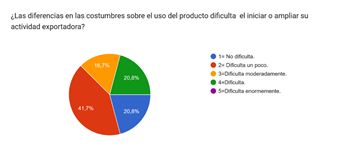 ¿Las diferencias en las costumbres sobre el uso del producto dificulta el iniciar o ampliar su
actividad exportadora?
1= No dificulta.
2= Dificulta un poco.
3=Dificulta moderadamente.
4=Dificulta.
5=Dificulta enormemente.
16,7%
20,8%
41,7%
20,8%